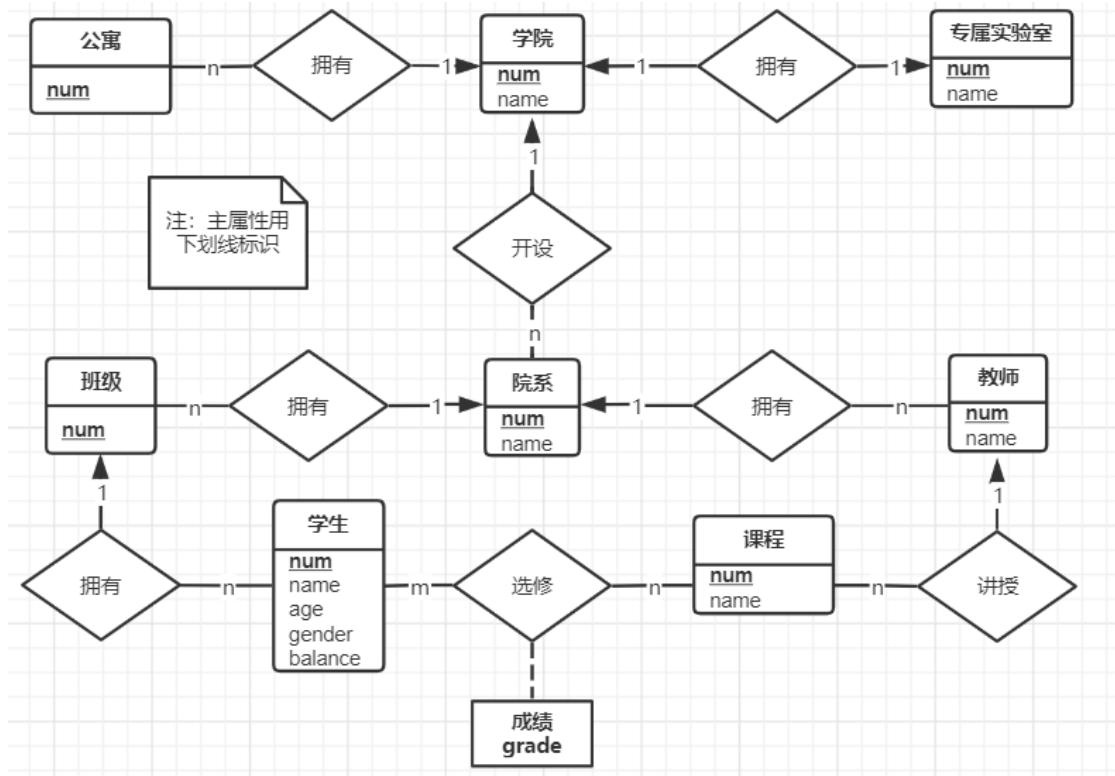 公寓
num
n
拥有
1
学院
num
name
1
拥有
1
专属实验室
num
name
1
注：主属性用
下划线标识
开设
n
班级
num
n
拥有
1
院系
num
name
1
拥有
n
教师
num
name
1
1
拥有
n
学生
num
name
age
gender
balance
m
选修
n
课程
num
name
n
讲授
成绩
grade